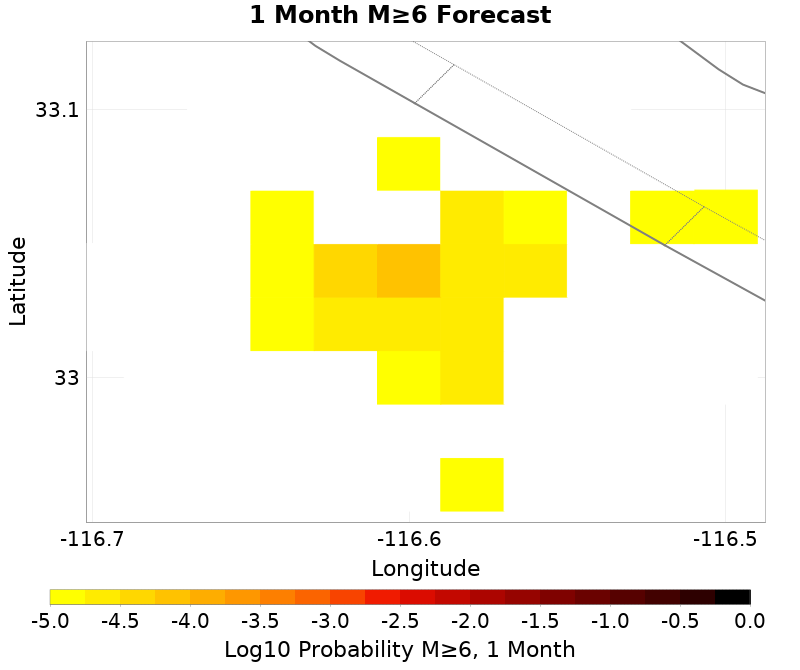 1 Month M≥6 Forecast
33.1
33
Latitude
-116.7 -116.6 -116.5
Longitude
-5.0 -4.5 -4.0 -3.5 -3.0 -2.5 -2.0 -1.5 -1.0 -0.5 0.0
Log10 Probability M≥6, 1 Month